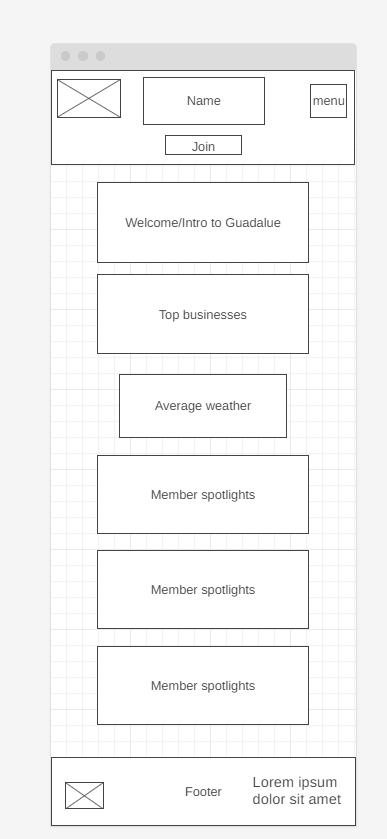 Name
menu
Join
Welcome/Intro to Guadalue
Top businesses
Average weather
Member spotlights
Member spotlights
Member spotlights
Footer
Lorem ipsum
dolor sit amet